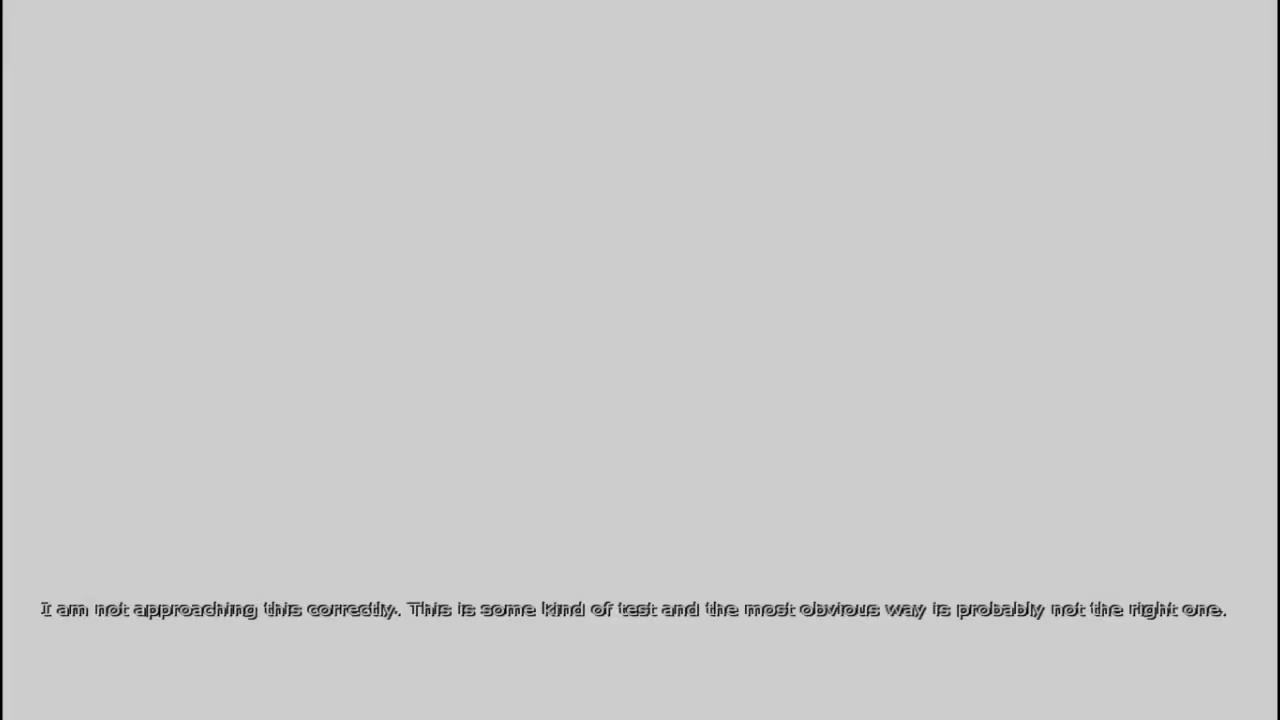 I am not approaching this correctly. This is some kind of test and the most obvious way is probably not the right one.